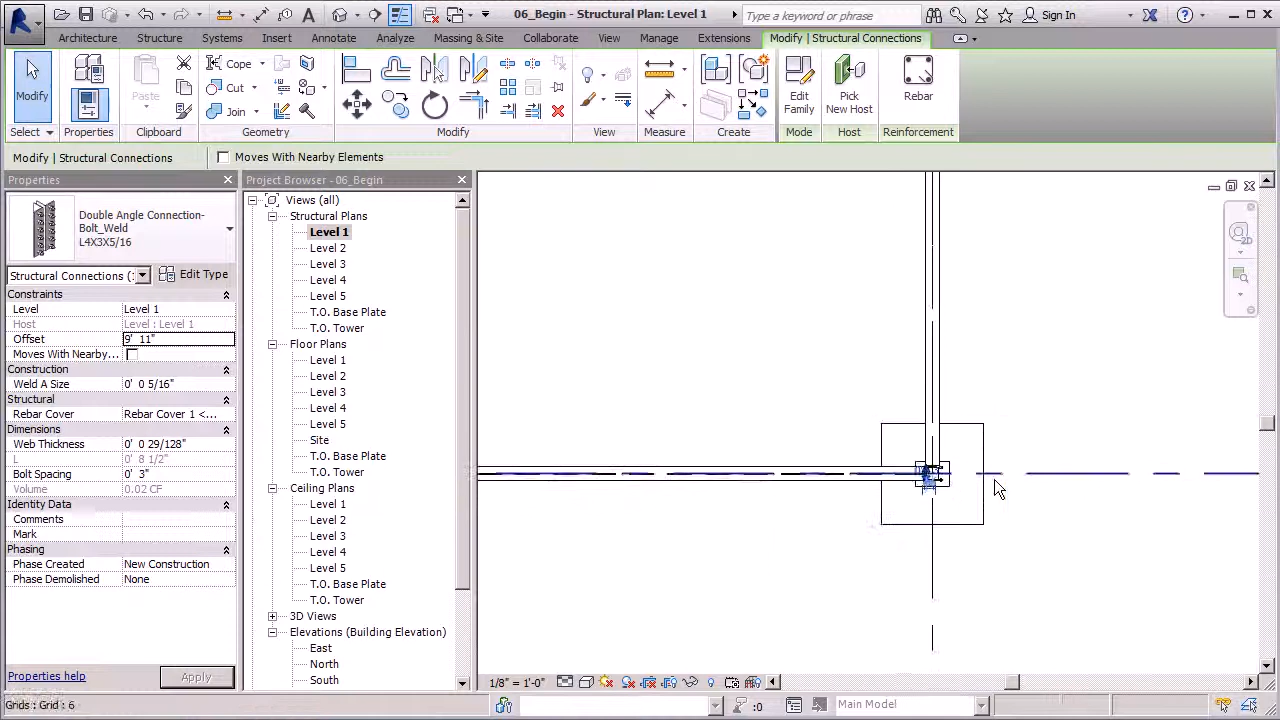 06_Begin - Structural Plan: Level 1
Type a keyword or phrase
Sign In
Architecture Structure Systems Insert Annotate Analyze Massing & Site Collaborate View Manage Extensions Modify | Structural Connections
Modify
Paste
Cope
Cut
Join
Edit Family
Pick New Host
Rebar
Select Properties Clipboard Geometry Modify View Measure Create Mode Host Reinforcement
Modify | Structural Connections
Moves With Nearby Elements
Properties
Double Angle Connection-Bolt_Weld
L4X3X5/16
Structural Connections (:
Edit Type
Constraints
Level Level 1
Host Level : Level 1
Offset 9' 11"
Moves With Nearby...
Construction
Weld A Size 0' 0 5/16"
Structural
Rebar Cover Rebar Cover 1 <...
Dimensions
Web Thickness 0' 0 29/128"
L 0' 8 1/2"
Bolt Spacing 0' 3"
Volume 0.02 CF
Identity Data
Comments
Mark
Phasing
Phase Created New Construction
Phase Demolished None
Properties help
Apply
Project Browser - 06_Begin
Views (all)
Structural Plans
Level 1
Level 2
Level 3
Level 4
Level 5
T.O. Base Plate
T.O. Tower
Floor Plans
Level 1
Level 2
Level 3
Level 4
Level 5
Site
T.O. Base Plate
T.O. Tower
Ceiling Plans
Level 1
Level 2
Level 3
Level 4
Level 5
T.O. Base Plate
T.O. Tower
3D Views
Elevations (Building Elevation)
East
North
South
2D
1/8" = 1'-0"
Grids : Grid : 6
:0
Main Model